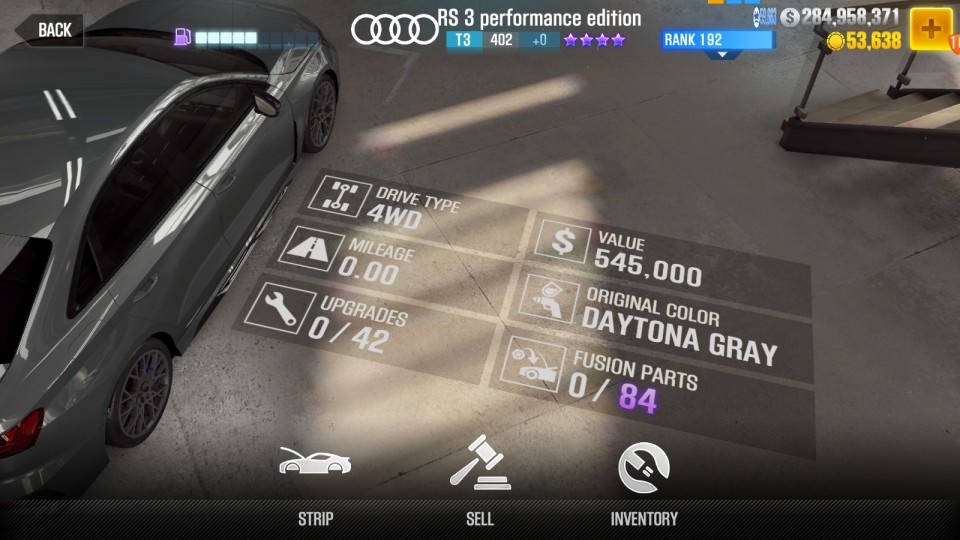 BACK
RS 3 performance edition
T3 402 +0
RANK 192
284,958,371
53,638
DRIVE TYPE
4WD
MILEAGE
0.00
UPGRADES
0 / 42
VALUE
545,000
ORIGINAL COLOR
DAYTONA GRAY
FUSION PARTS
0 / 84
STRIP
SELL
INVENTORY